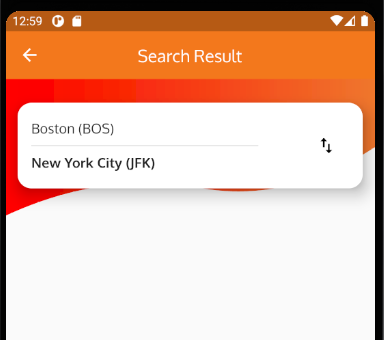 12:59
Search Result
Boston (BOS)
New York City (JFK)